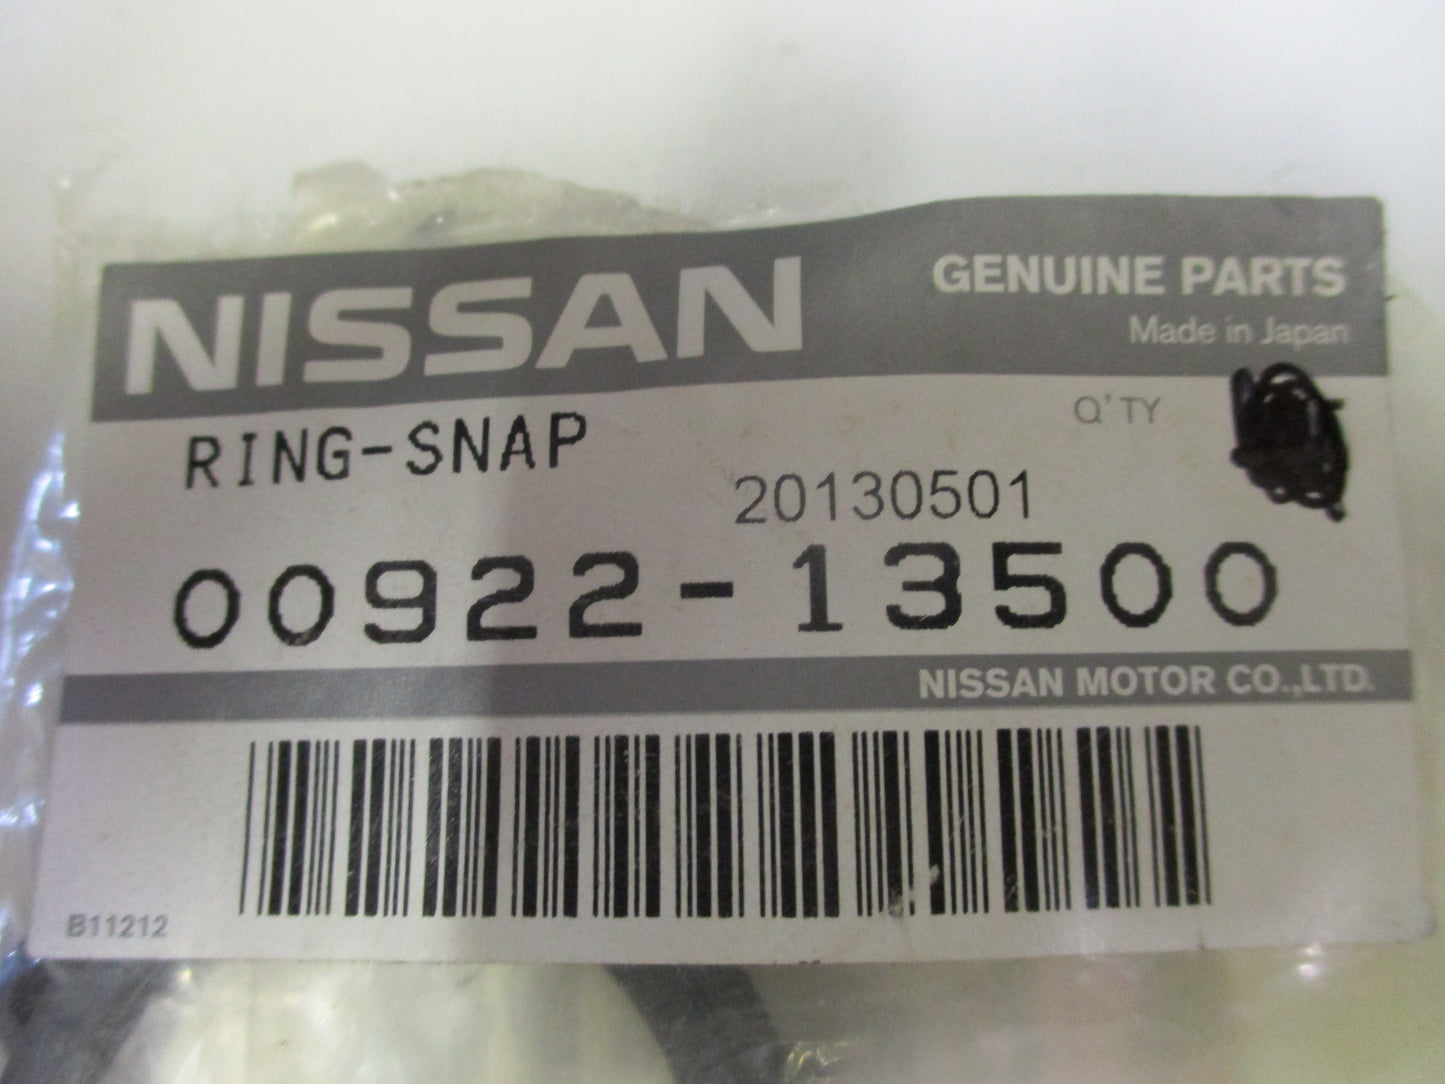 NISSAN
GENUINE PARTS
Made in Japan
RING-SNAP
Q'TY
20130501
00922-13500
NISSAN MOTOR CO.,LTD.
B11212